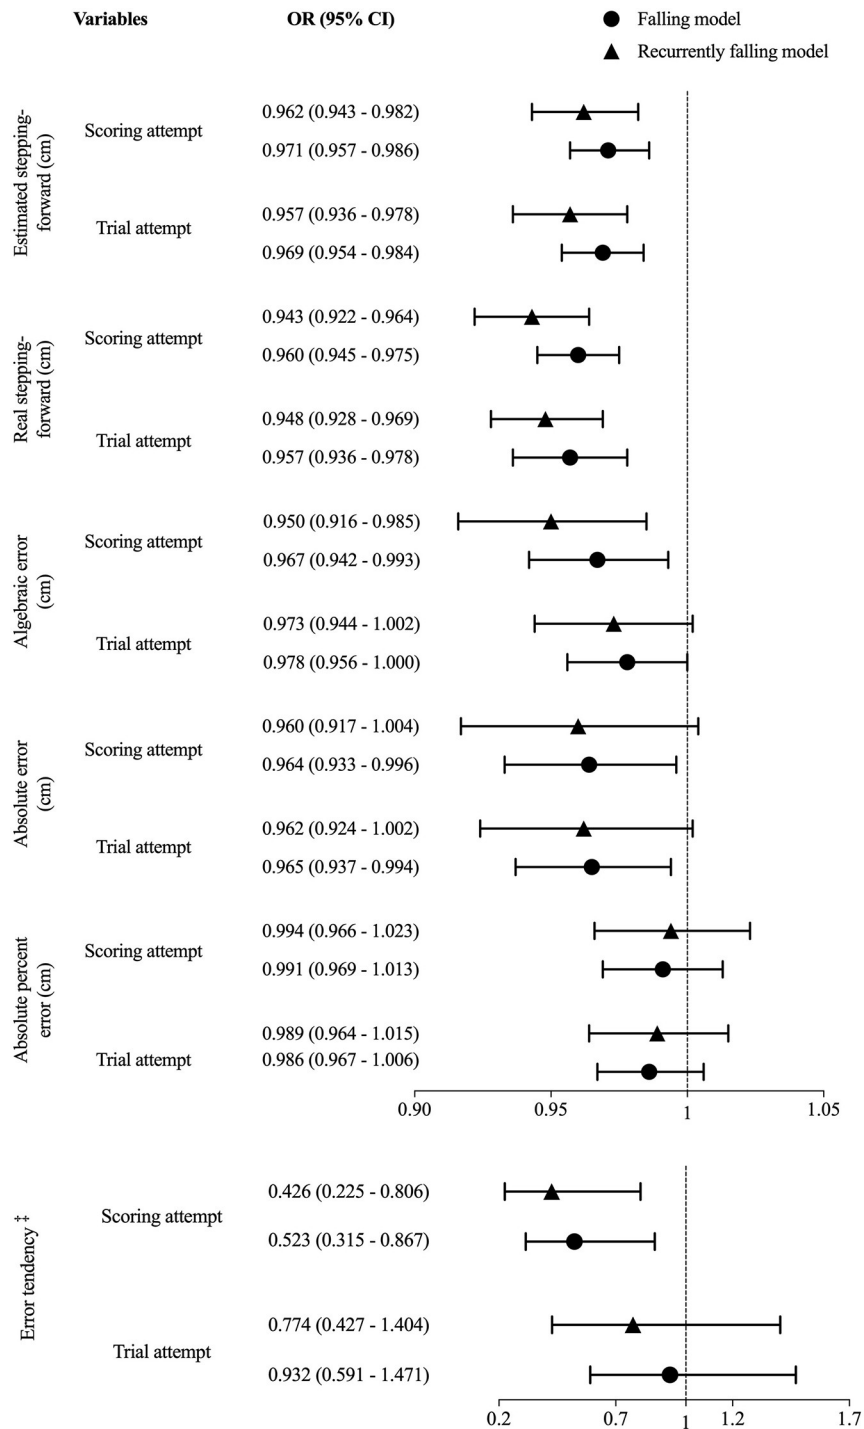 Variables OR (95% CI) Falling model
Recurrently falling model
Estimated stepping-
forward (cm)
Scoring attempt
0.962 (0.943 - 0.982)
0.971 (0.957 - 0.986)
Trial attempt
0.957 (0.936 - 0.978)
0.969 (0.954 - 0.984)
Real stepping-
forward (cm)
Scoring attempt
0.943 (0.922 - 0.964)
0.960 (0.945 - 0.975)
Trial attempt
0.948 (0.928 - 0.969)
0.957 (0.936 - 0.978)
Algebraic error
(cm)
Scoring attempt
0.950 (0.916 - 0.985)
0.967 (0.942 - 0.993)
Trial attempt
0.973 (0.944 - 1.002)
0.978 (0.956 - 1.000)
Absolute error
(cm)
Scoring attempt
0.960 (0.917 - 1.004)
0.964 (0.933 - 0.996)
Trial attempt
0.962 (0.924 - 1.002)
0.965 (0.937 - 0.994)
Absolute percent
error (cm)
Scoring attempt
0.994 (0.966 - 1.023)
0.991 (0.969 - 1.013)
Trial attempt
0.989 (0.964 - 1.015)
0.986 (0.967 - 1.006)
0.90 0.95 1 1.05
Error tendency ‡
Scoring attempt
0.426 (0.225 - 0.806)
0.523 (0.315 - 0.867)
Trial attempt
0.774 (0.427 - 1.404)
0.932 (0.591 - 1.471)
0.2 0.7 1 1.2 1.7